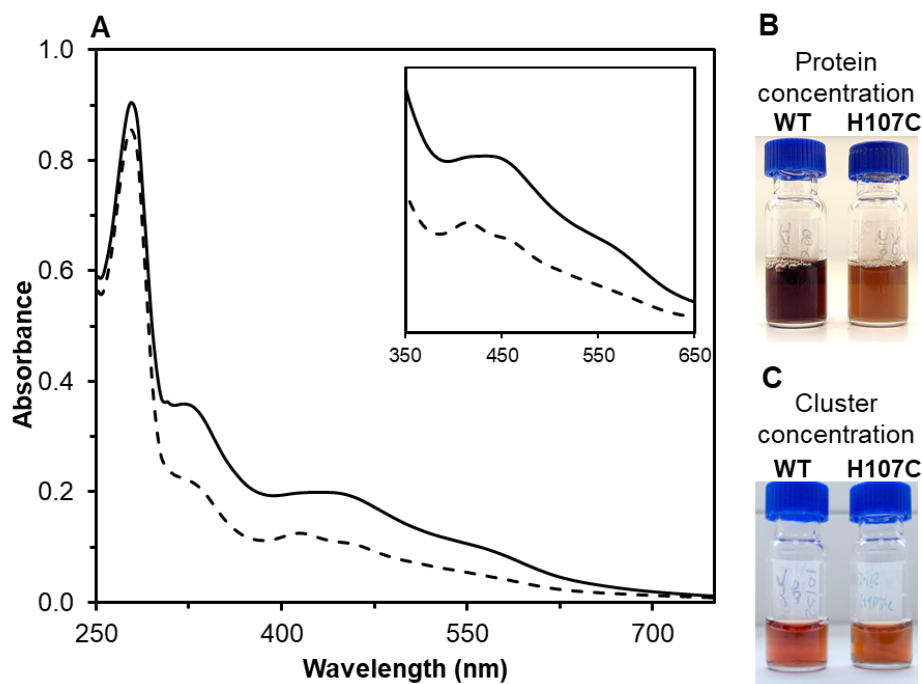 A
1.0
0.8
0.6
0.4
0.2
0.0
Absorbance
250
400
550
700
Wavelength (nm)
350
450
550
650
B
Protein
concentration
WT H107C
C
Cluster
concentration
WT H107C